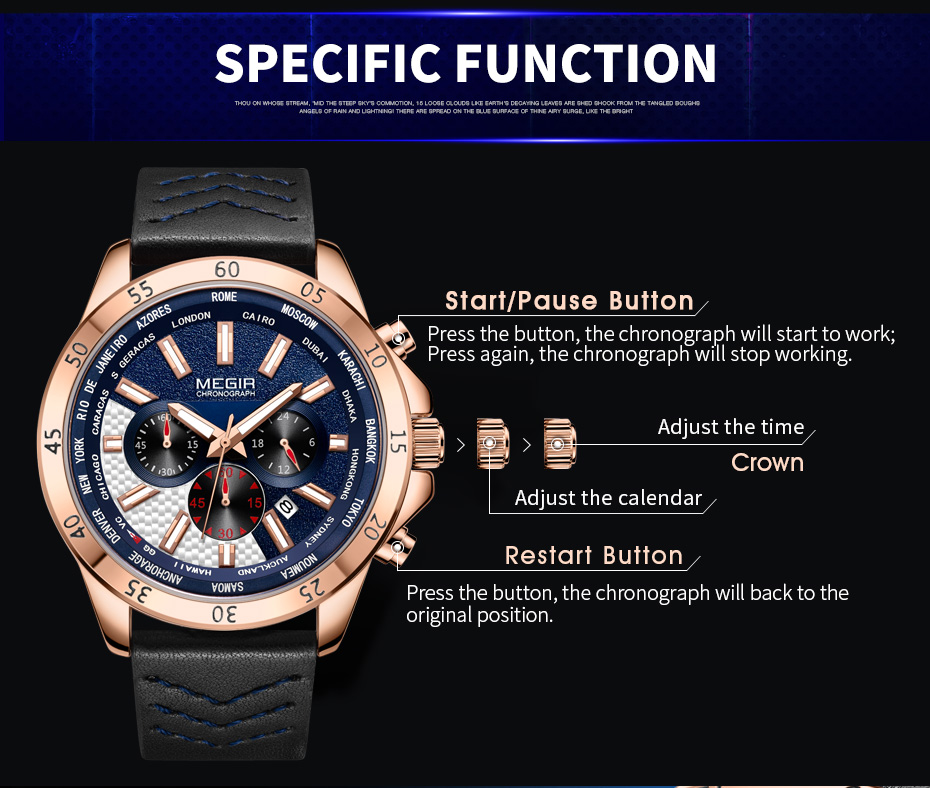 SPECIFIC FUNCTION
THOU ON WHOSE STREAM, 'MID THE STEEP SKY'S COMMOTION, 15 LOOSE CLOUDS LIKE EARTH'S DECAYING LEAVES ARE SHED SHOOK FROM THE TANGLED BOUGHS
ANGELS OF RAIN AND LIGHTNING! THERE ARE SPREAD ON THE BLUE SURFACE OF THINE AIRY SURGE, LIKE THE BRIGHT
Start/Pause Button
Press the button, the chronograph will start to work;
Press again, the chronograph will stop working.
Adjust the time
Crown
Adjust the calendar
Restart Button
Press the button, the chronograph will back to the
original position.
60
05
10
15
20
25
30
35
40
45
50
55
ROME
MOSCOW
KARACHI
BANGKOK
TOKYO
NOUMEA
SAMOA
ANCHORAGE
DENVER
NEW YORK
RIO DE JANEIRO
AZORES
LONDON
CAIRO
DUBAI
DHAKA
HONGKONG
SYDNEY
AUCKLAND
HAWAII
GG
VC
CHICAGO
CARACAS
S GERACAS
MEGIR
CHRONOGRAPH
60
15
30
45
24
6
12
18
60
15
30
45
8